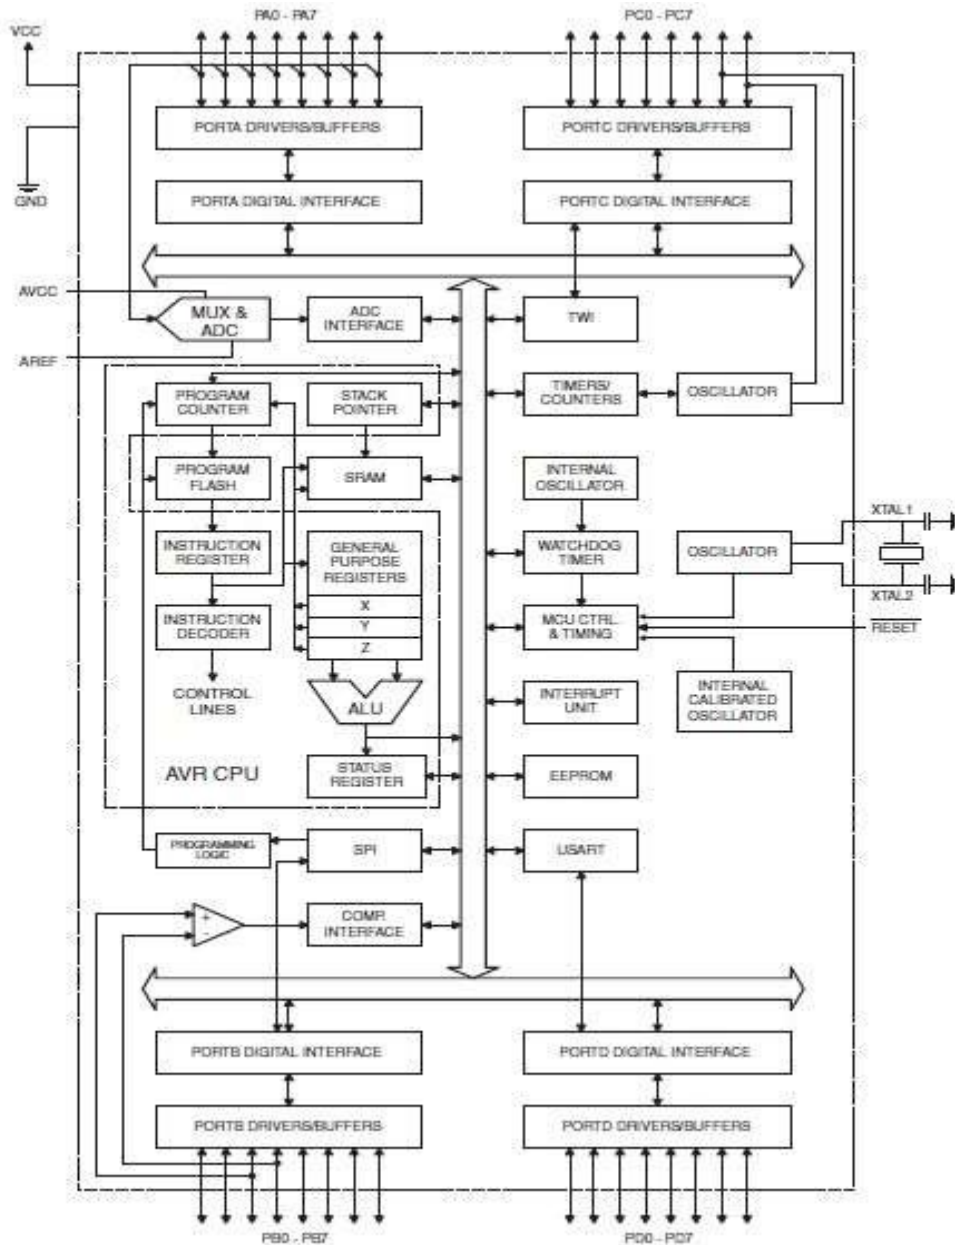 PA0 - PA7
PC0 - PC7
VCC
PORTA DRIVERS/BUFFERS
PORTC DRIVERS/BUFFERS
GND
PORTA DIGITAL INTERFACE
PORTC DIGITAL INTERFACE
AVCC
MUX &
ADC
ADC
INTERFACE
TWI
AREF
PROGRAM
COUNTER
STACK
POINTER
TIMERS/
COUNTERS
OSCILLATOR
PROGRAM
FLASH
SRAM
INTERNAL
OSCILLATOR
XTAL1
INSTRUCTION
REGISTER
GENERAL
PURPOSE
REGISTERS
WATCHDOG
TIMER
OSCILLATOR
XTAL2
X
Y
Z
INSTRUCTION
DECODER
MCU CTRL.
& TIMING
RESET
CONTROL
LINES
ALU
INTERRUPT
UNIT
INTERNAL
CALIBRATED
OSCILLATOR
AVR CPU
STATUS
REGISTER
EEPROM
PROGRAMMING
LOGIC
SPI
USART
+
-
COMP.
INTERFACE
PORTB DIGITAL INTERFACE
PORTD DIGITAL INTERFACE
PORTB DRIVERS/BUFFERS
PORTD DRIVERS/BUFFERS
PB0 - PB7
PD0 - PD7